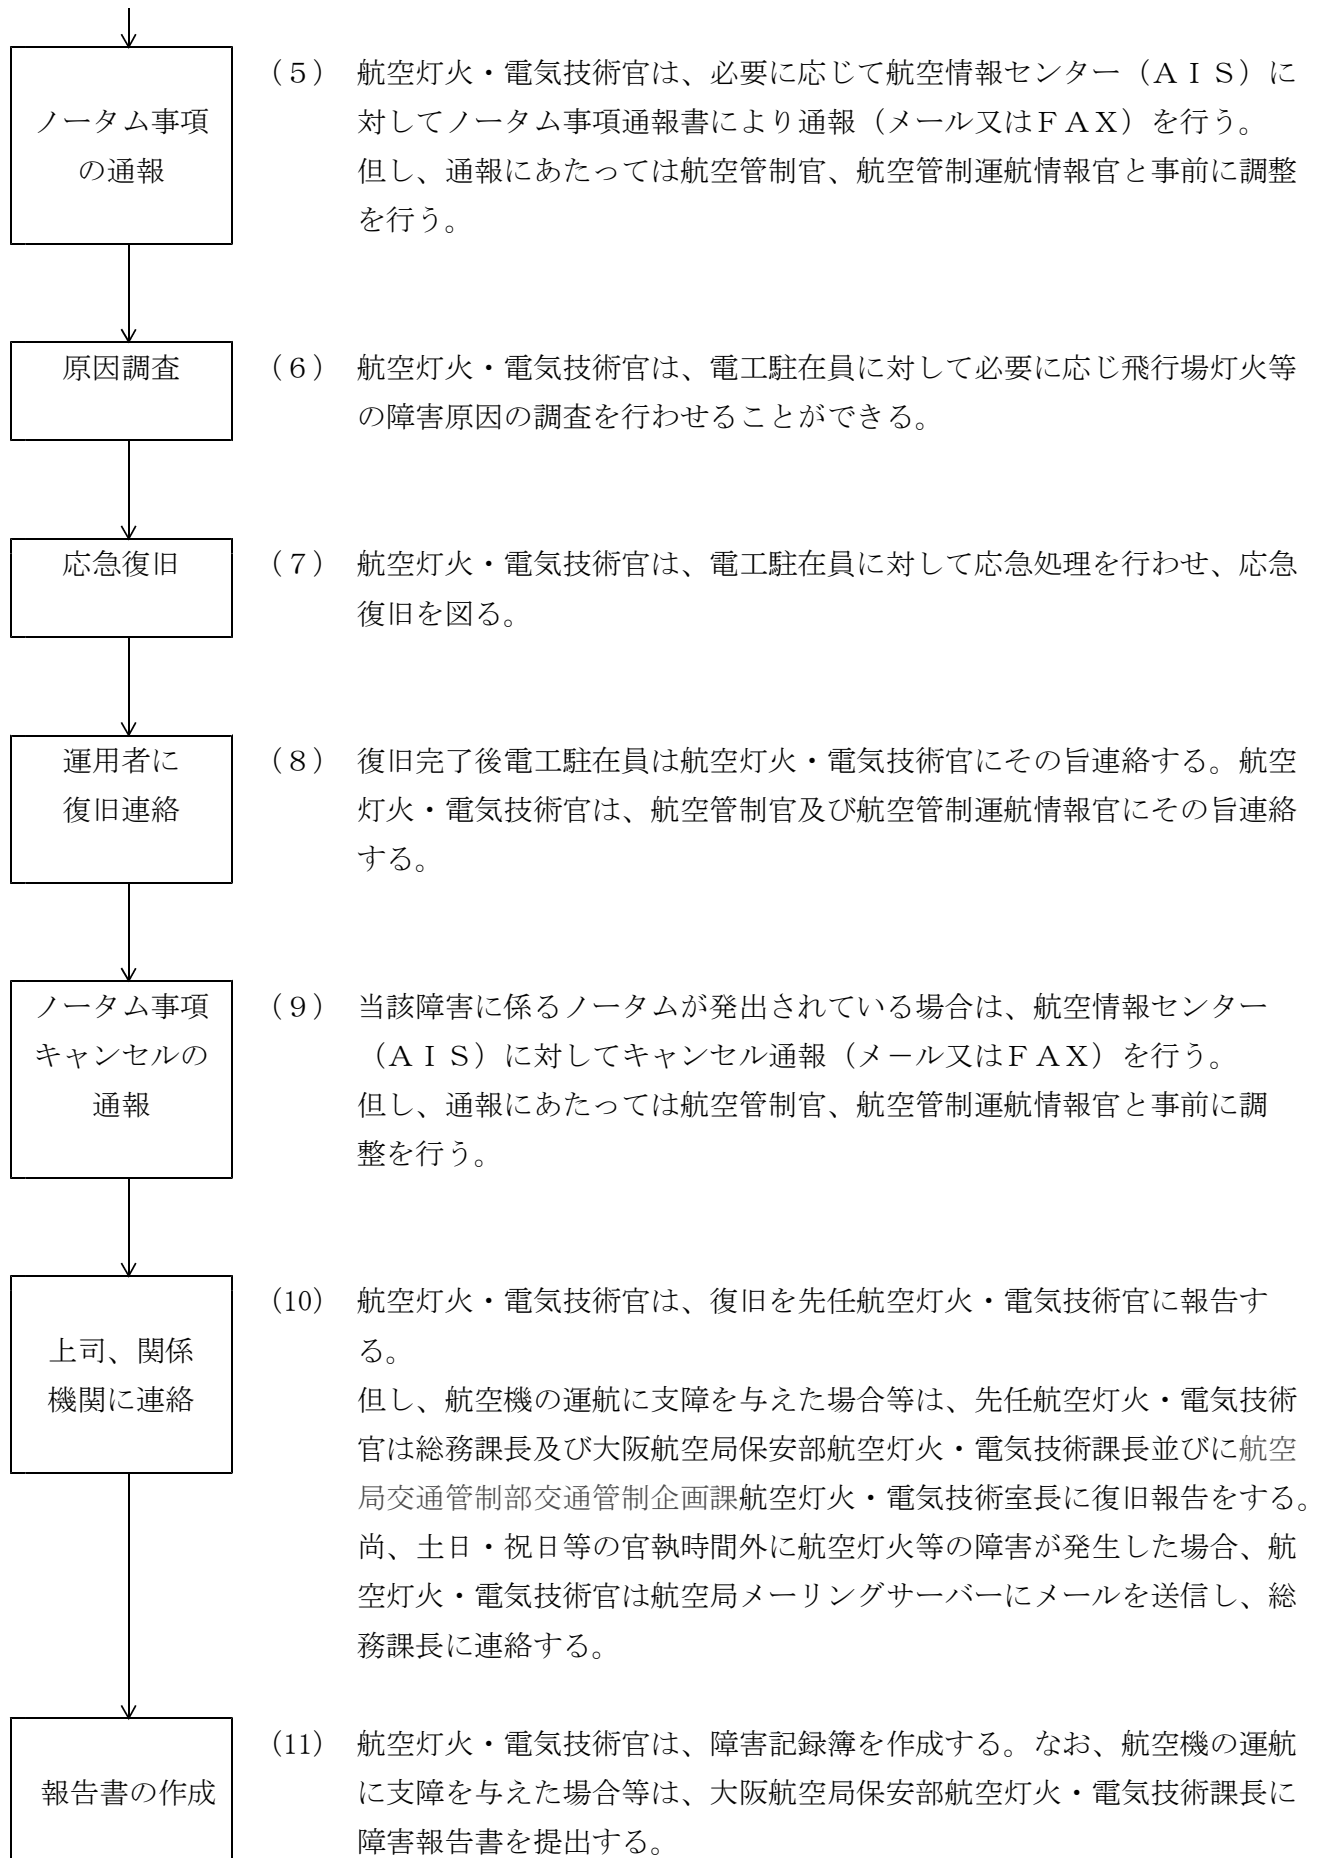 ノータム事項
の通報
（５） 航空灯火・電気技術官は、必要に応じて航空情報センター（ＡＩＳ）に
対してノータム事項通報書により通報（メール又はＦＡＸ）を行う。
但し、通報にあたっては航空管制官、航空管制運航情報官と事前に調整
を行う。
原因調査
（６） 航空灯火・電気技術官は、電工駐在員に対して必要に応じ飛行場灯火等
の障害原因の調査を行わせることができる。
応急復旧
（７） 航空灯火・電気技術官は、電工駐在員に対して応急処理を行わせ、応急
復旧を図る。
運用者に
復旧連絡
（８） 復旧完了後電工駐在員は航空灯火・電気技術官にその旨連絡する。航空
灯火・電気技術官は、航空管制官及び航空管制運航情報官にその旨連絡
する。
ノータム事項
キャンセルの
通報
（９） 当該障害に係るノータムが発出されている場合は、航空情報センター
（ＡＩＳ）に対してキャンセル通報（メ－ル又はＦＡＸ）を行う。
但し、通報にあたっては航空管制官、航空管制運航情報官と事前に調
整を行う。
上司、関係
機関に連絡
(10) 航空灯火・電気技術官は、復旧を先任航空灯火・電気技術官に報告す
る。
但し、航空機の運航に支障を与えた場合等は、先任航空灯火・電気技術
官は総務課長及び大阪航空局保安部航空灯火・電気技術課長並びに航空
局交通管制部交通管制企画課航空灯火・電気技術室長に復旧報告をする。
尚、土日・祝日等の官執時間外に航空灯火等の障害が発生した場合、航
空灯火・電気技術官は航空局メーリングサーバーにメールを送信し、総
務課長に連絡する。
報告書の作成
(11) 航空灯火・電気技術官は、障害記録簿を作成する。なお、航空機の運航
に支障を与えた場合等は、大阪航空局保安部航空灯火・電気技術課長に
障害報告書を提出する。